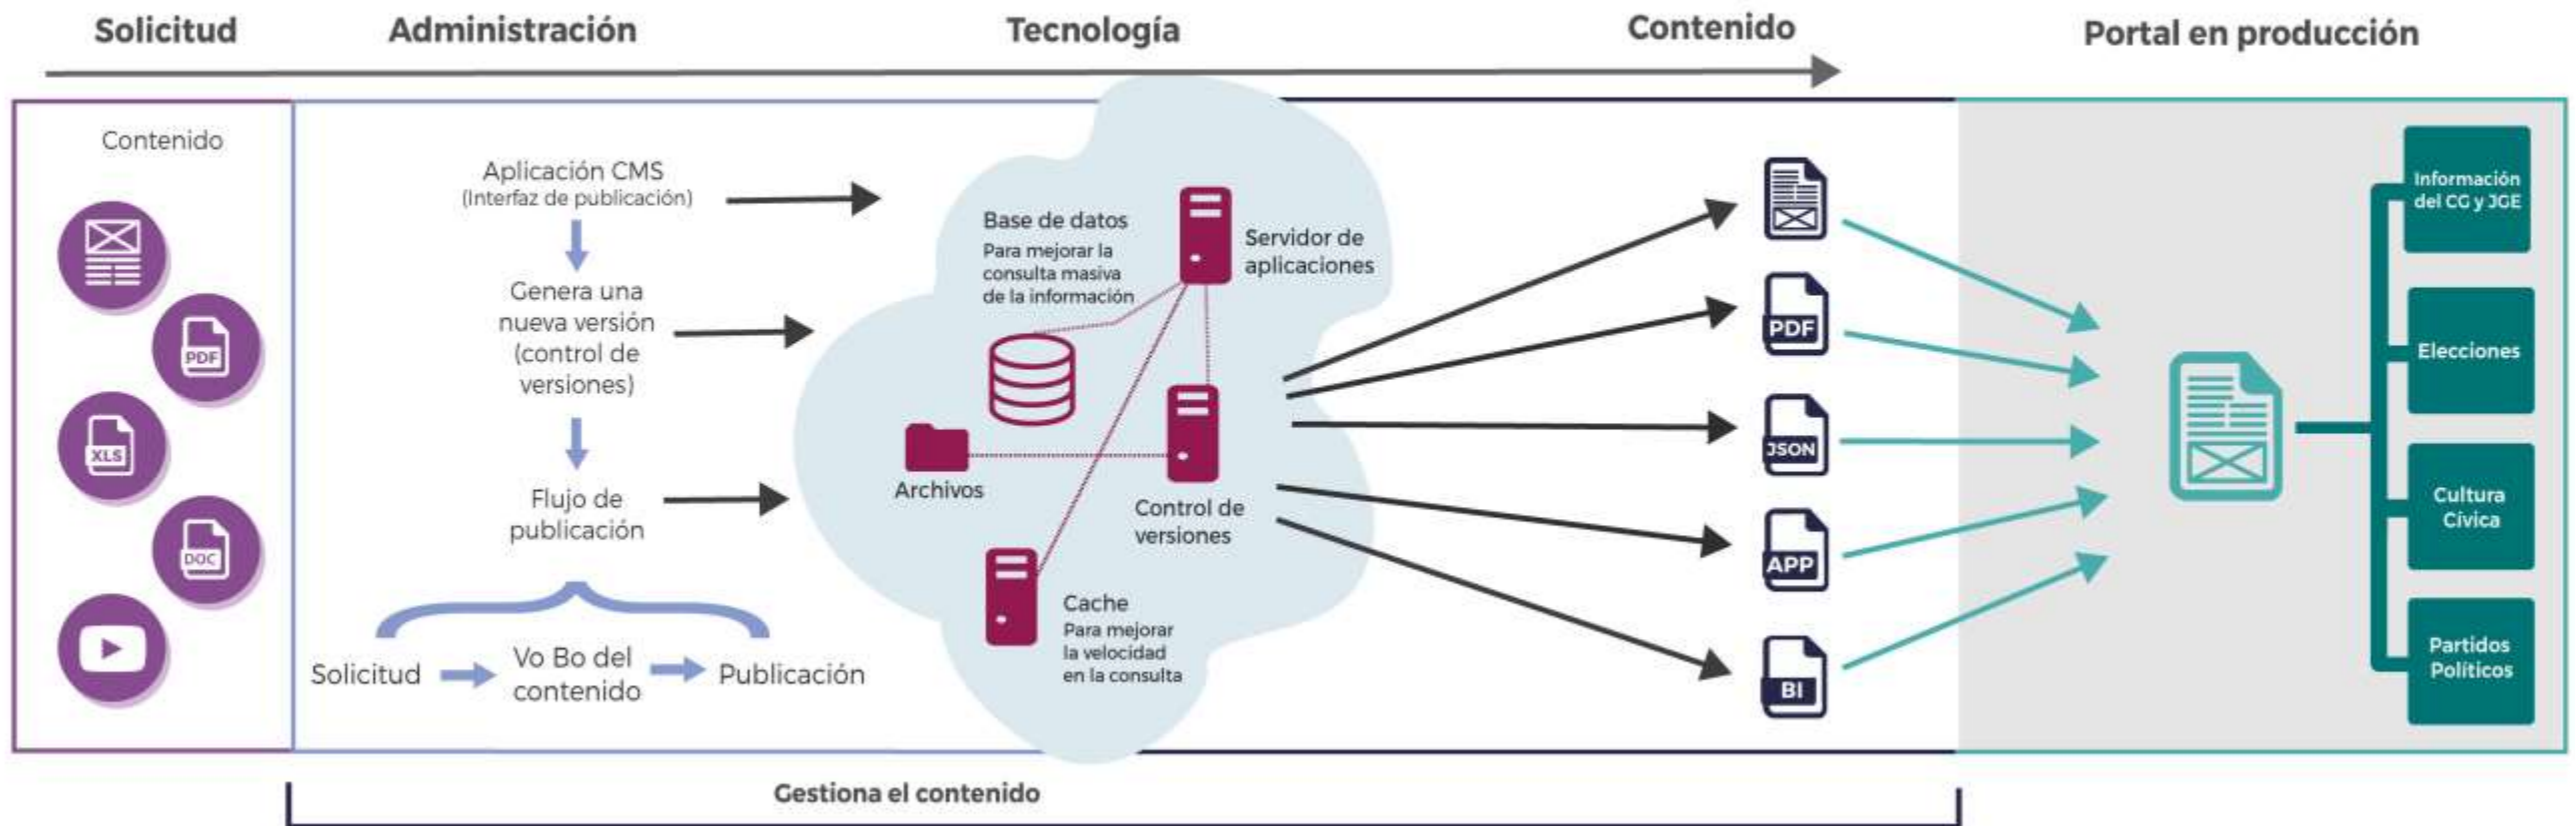 Solicitud
Administración
Tecnología
Contenido
Portal en producción
Contenido
PDF
XLS
DOC
Aplicación CMS
(Interfaz de publicación)
Genera una
nueva versión
(control de
versiones)
Flujo de
publicación
Solicitud
Vo Bo del
contenido
Publicación
Base de datos
Para mejorar la
consulta masiva
de la información
Servidor de
aplicaciones
Archivos
Control de
versiones
Cache
Para mejorar
la velocidad
en la consulta
PDF
JSON
APP
BI
Información
del CG y JGE
Elecciones
Cultura
Cívica
Partidos
Políticos
Gestiona el contenido